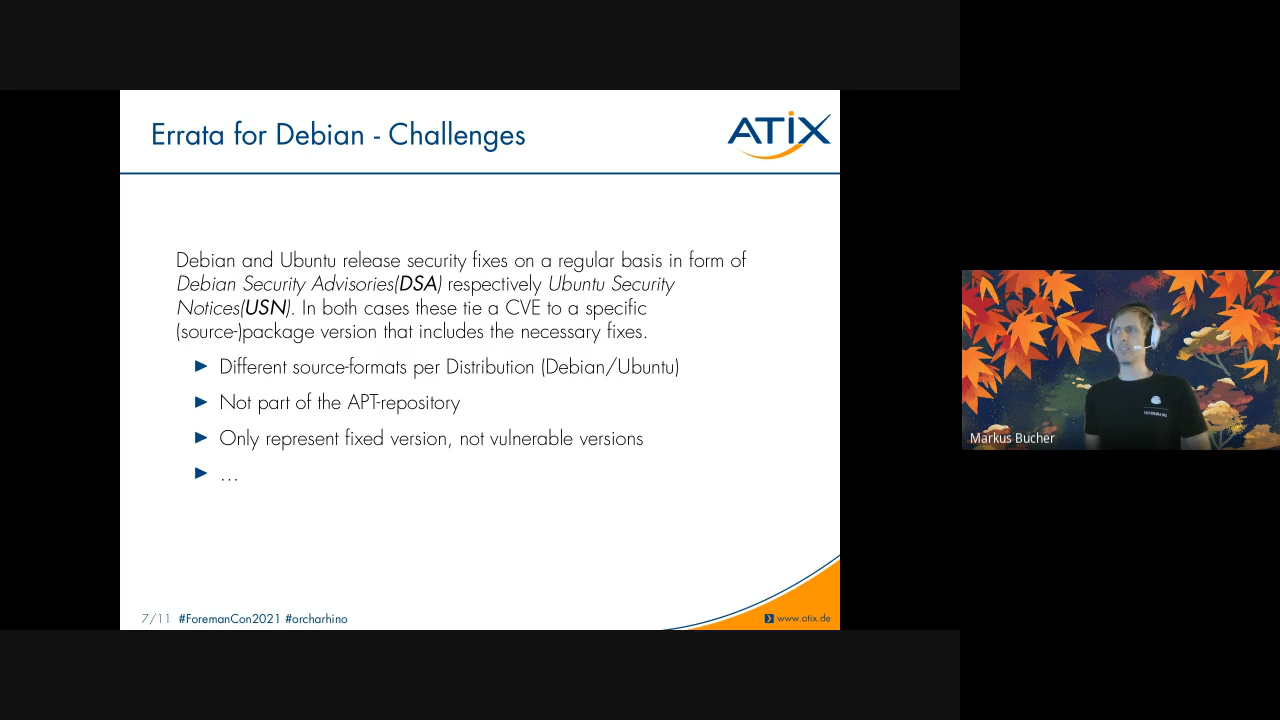 Errata for Debian - Challenges
ATIX
Debian and Ubuntu release security fixes on a regular basis in form of
Debian Security Advisories(DSA) respectively Ubuntu Security
Notices(USN). In both cases these tie a CVE to a specific
(source-)package version that includes the necessary fixes.
Different source-formats per Distribution (Debian/Ubuntu)
Not part of the APT-repository
Only represent fixed version, not vulnerable versions
...
7/11 #ForemanCon2021 #orcharhino
www.atix.de
Markus Bucher